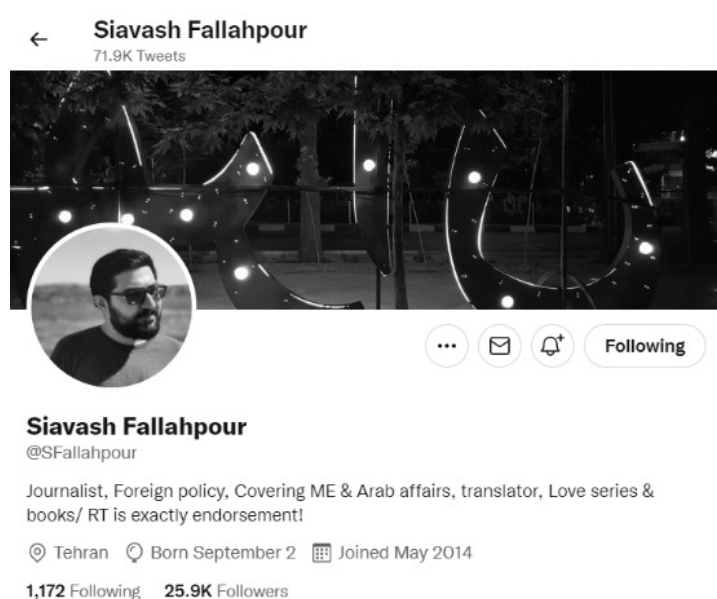 Siavash Fallahpour
71.9K Tweets
Following
Siavash Fallahpour
@SFallahpour
Journalist, Foreign policy, Covering ME & Arab affairs, translator, Love series &
books/ RT is exactly endorsement!
Tehran Born September 2 Joined May 2014
1,172 Following 25.9K Followers